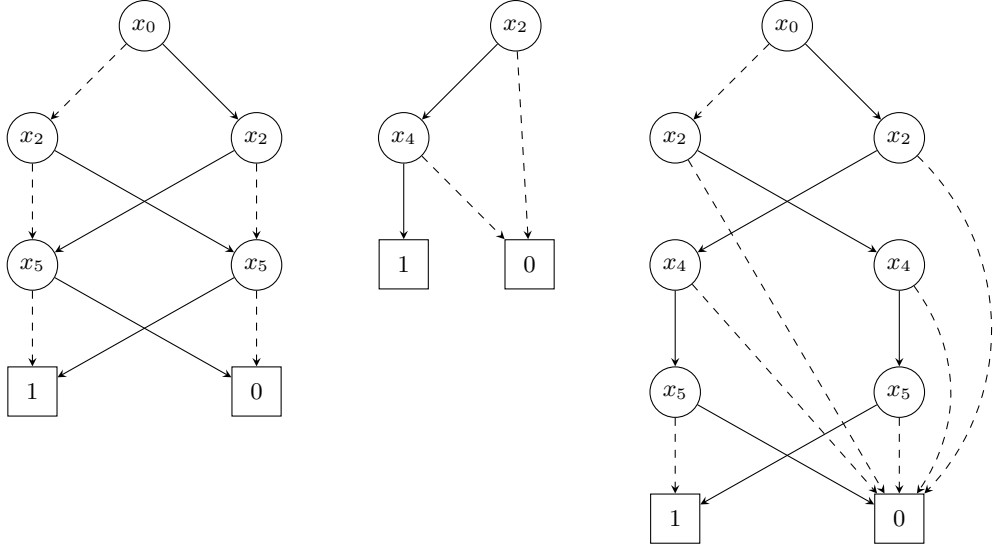 x₀ x₂ x₀
x₂ x₂ x₄ x₂ x₂
x₅ x₅ 1 0 x₄ x₄
1 0 x₅ x₅
1 0